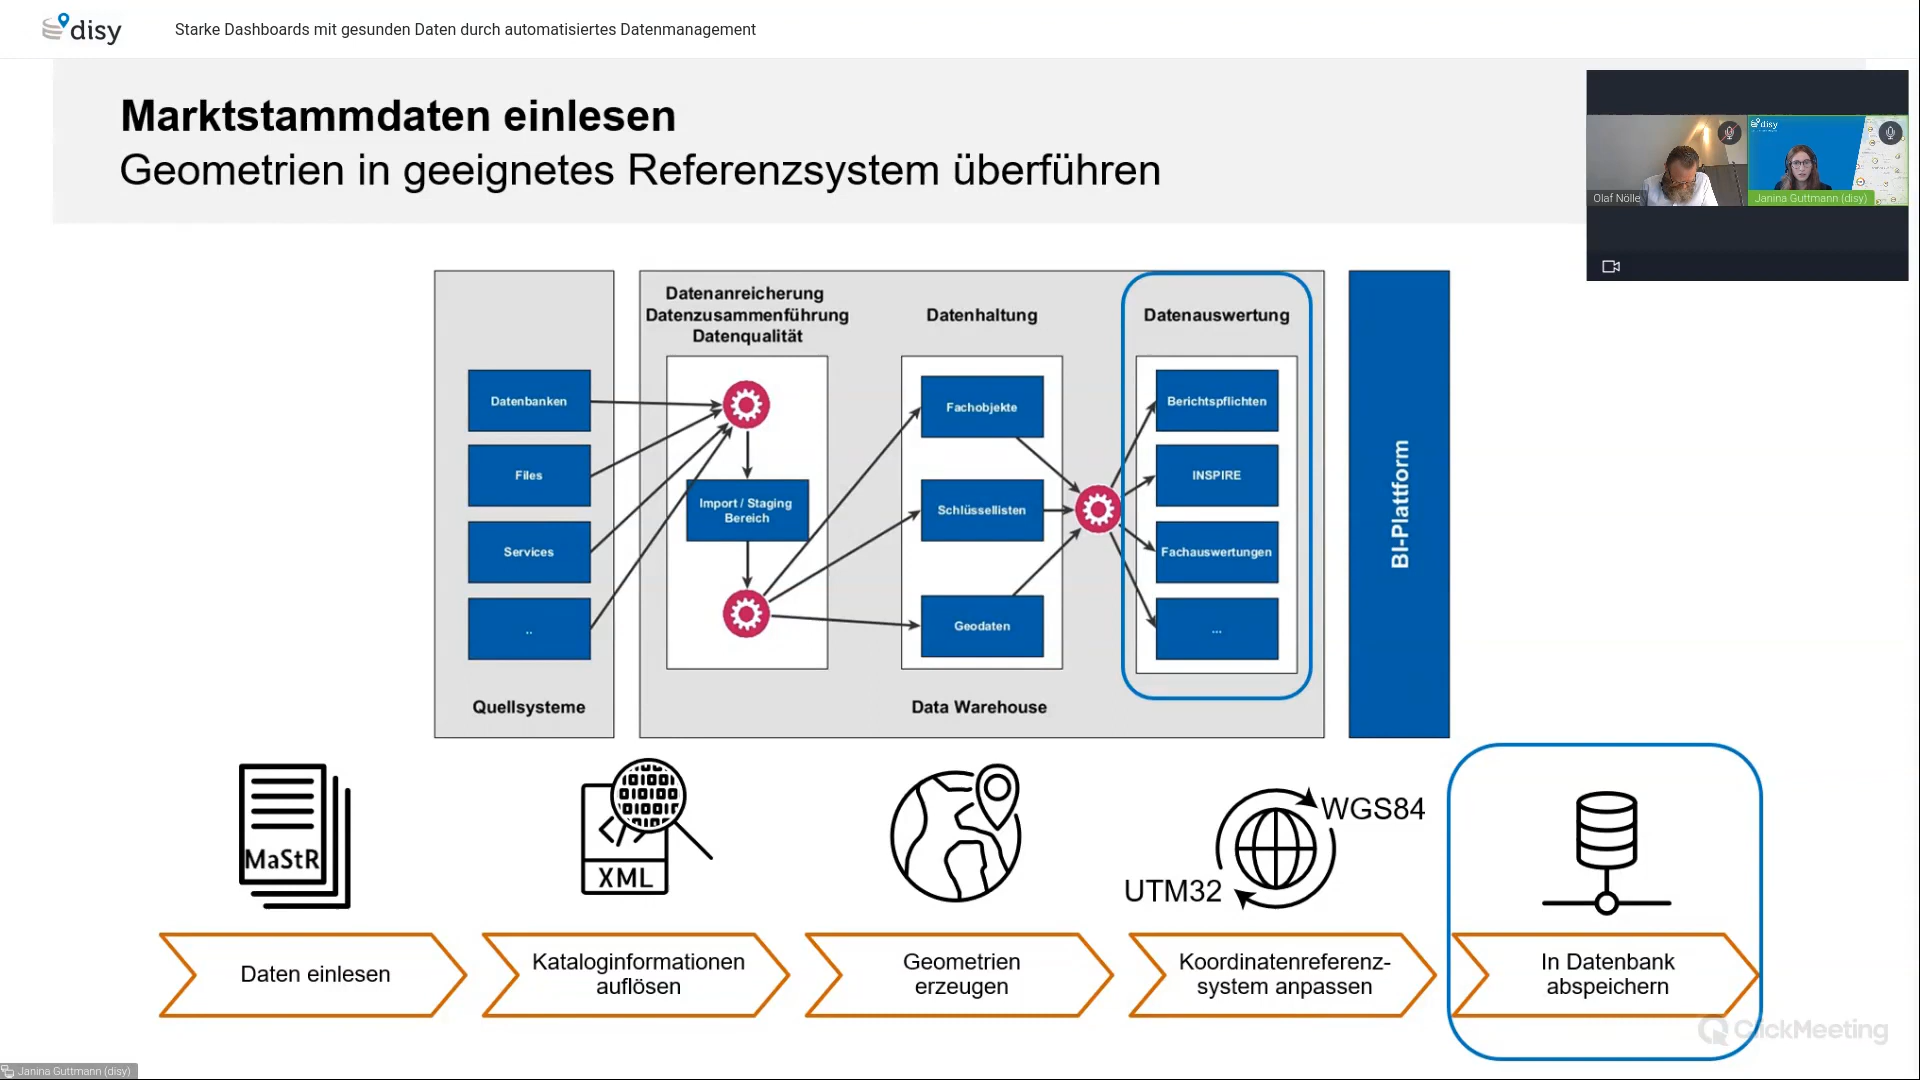 disy
Starke Dashboards mit gesunden Daten durch automatisiertes Datenmanagement
Marktstammdaten einlesen
Geometrien in geeignetes Referenzsystem überführen
disy
Olaf Nölle
Janina Guttmann (disy)
Datenanreicherung
Datenzusammenführung
Datenqualität
Datenhaltung
Datenauswertung
Datenbanken
Files
Services
..
Quellsysteme
Import / Staging
Bereich
Fachobjekte
Schlüssellisten
Geodaten
Berichtspflichten
INSPIRE
Fachauswertungen
...
Data Warehouse
BI-Plattform
MaStR
XML
WGS84
UTM32
Daten einlesen
Kataloginformationen
auflösen
Geometrien
erzeugen
Koordinatenreferenz-
system anpassen
In Datenbank
abspeichern
ClickMeeting
Janina Guttmann (disy)